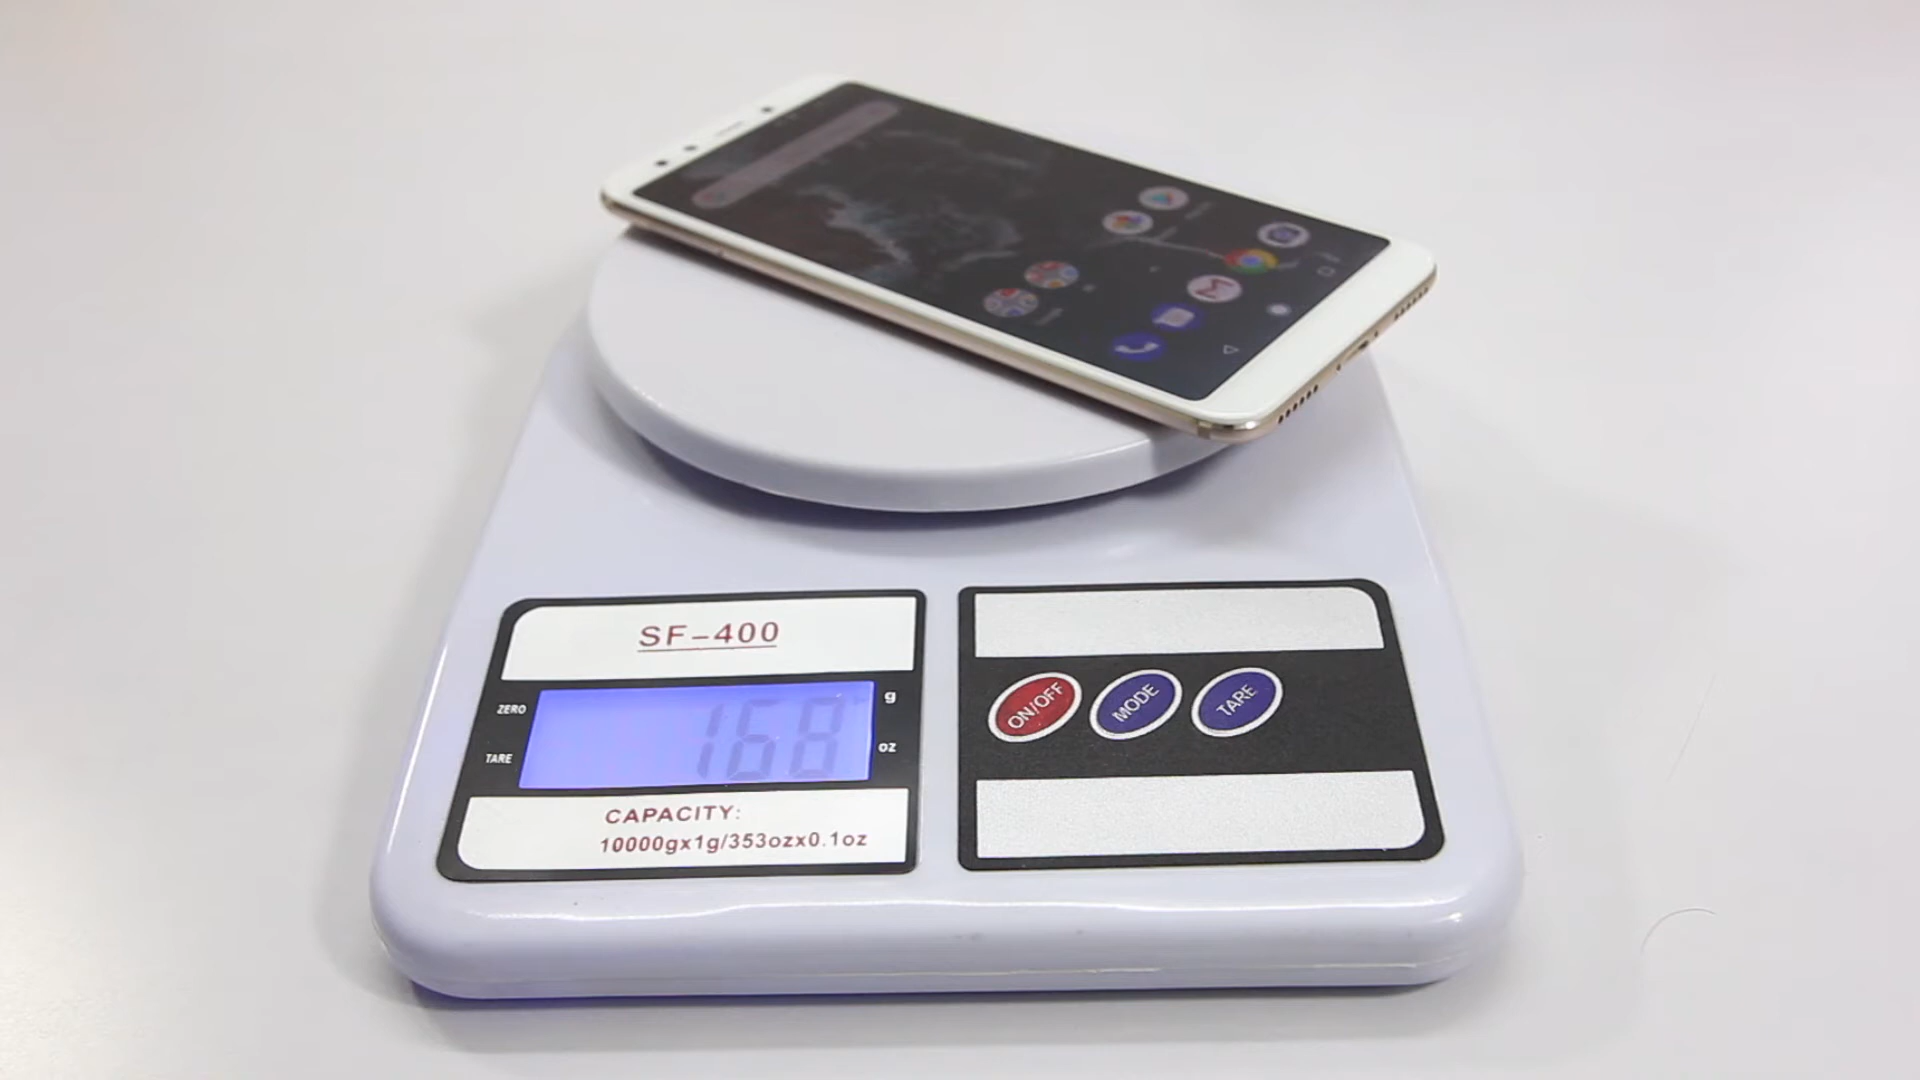 SF-400
ZERO
g
168
TARE
oz
CAPACITY:
10000gx1g/353ozx0.1oz
ON/OFF
MODE
TARE